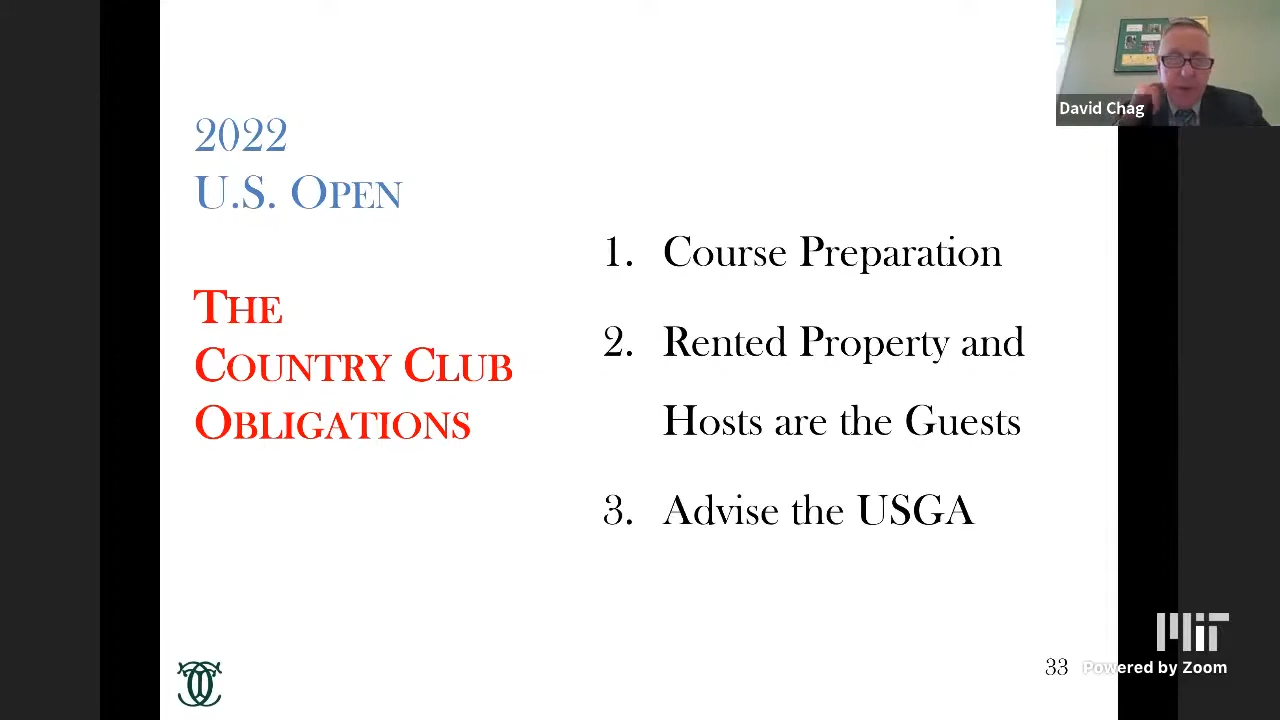 2022
U.S. OPEN
THE
COUNTRY CLUB
OBLIGATIONS
1. Course Preparation
2. Rented Property and
Hosts are the Guests
3. Advise the USGA
33
David Chag
MIT
Powered by Zoom